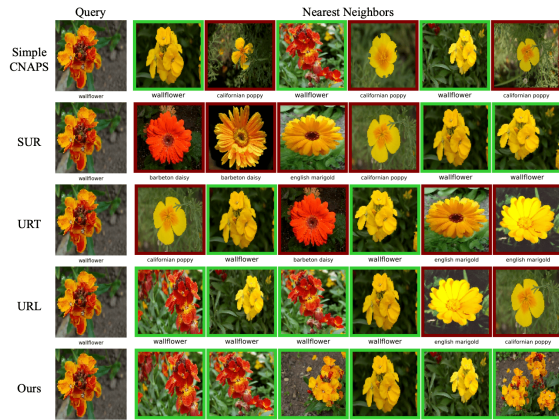 Query Nearest Neighbors
Simple
CNAPS
wallflower wallflower californian poppy wallflower californian poppy wallflower californian poppy
SUR
wallflower barbeton daisy barbeton daisy english marigold californian poppy wallflower wallflower
URT
wallflower californian poppy wallflower barbeton daisy wallflower english marigold english marigold
URL
wallflower wallflower wallflower wallflower wallflower english marigold californian poppy
Ours
wallflower wallflower wallflower wallflower wallflower wallflower wallflower